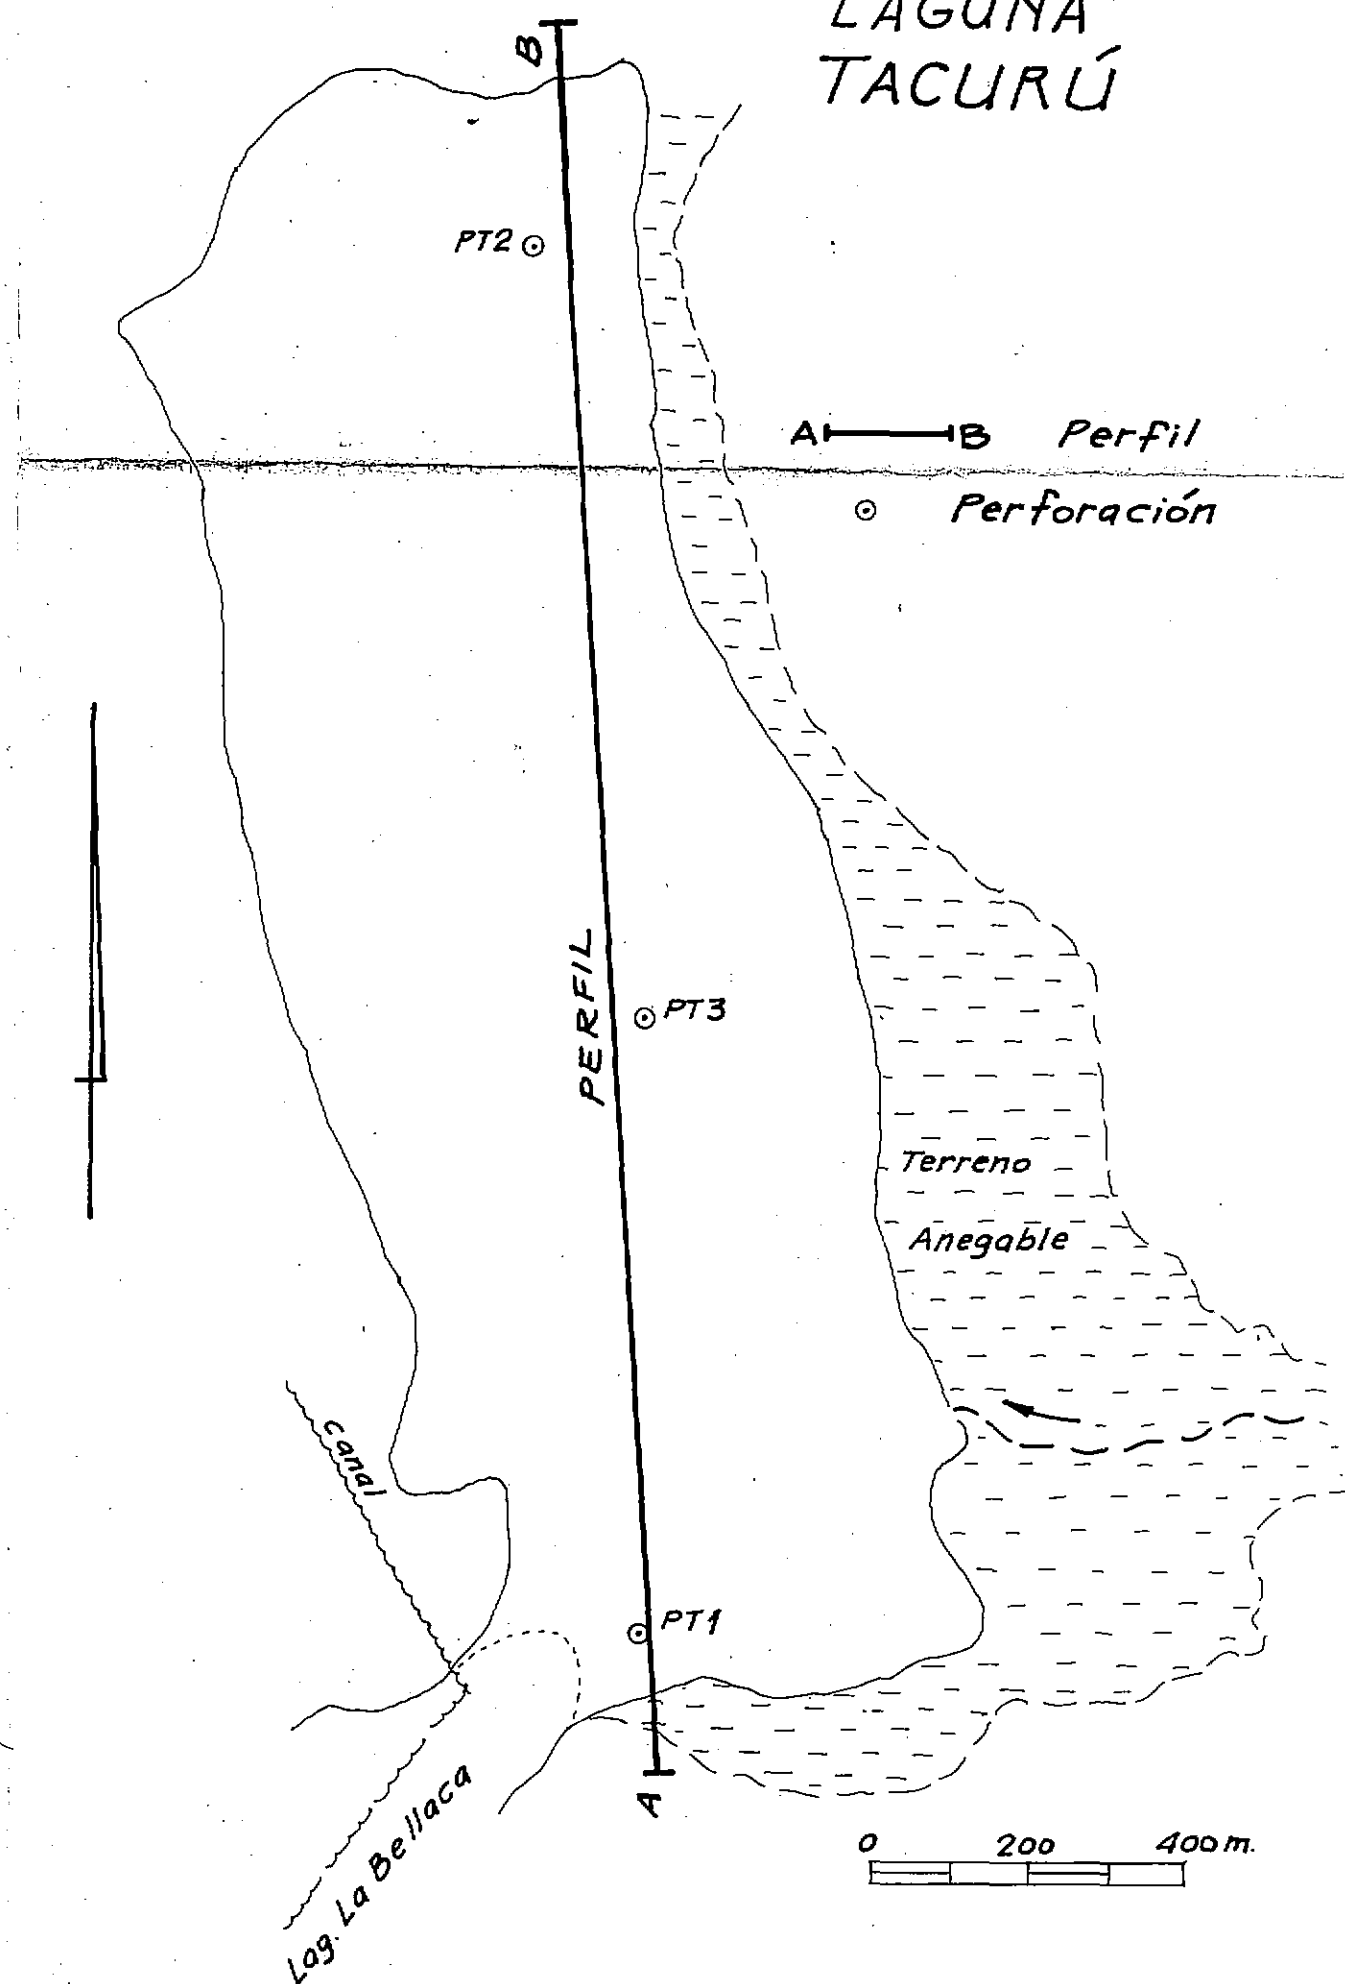 LAGUNA
TACURÚ
B
PT2
A B Perfil
Perforación
PERFIL
PT3
Terreno
Anegable
Canal
PT1
A
Lag. La Bellaca
0 200 400 m.